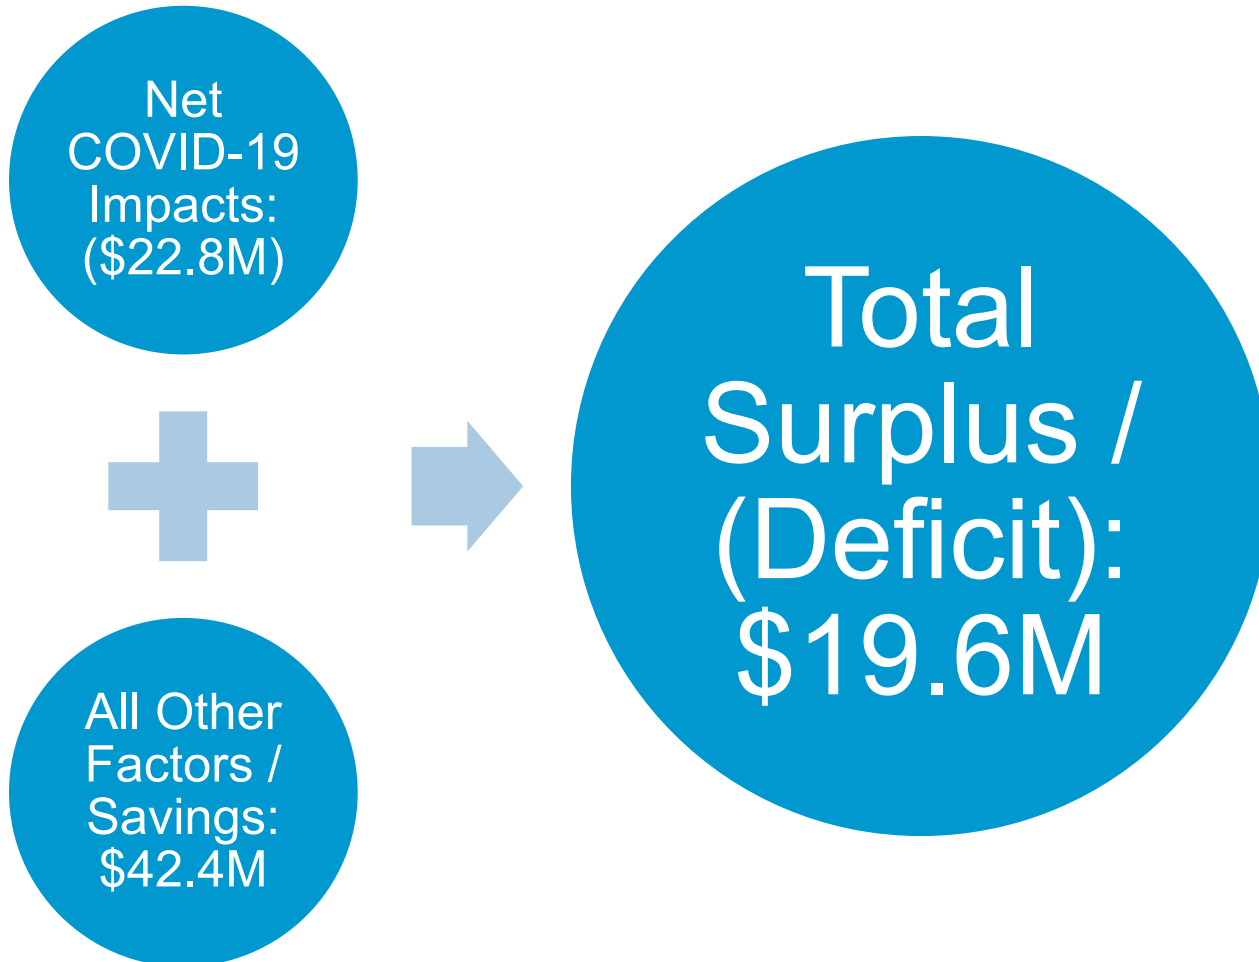 Net
COVID-19
Impacts:
($22.8M)
All Other
Factors /
Savings:
$42.4M
Total
Surplus /
(Deficit):
$19.6M